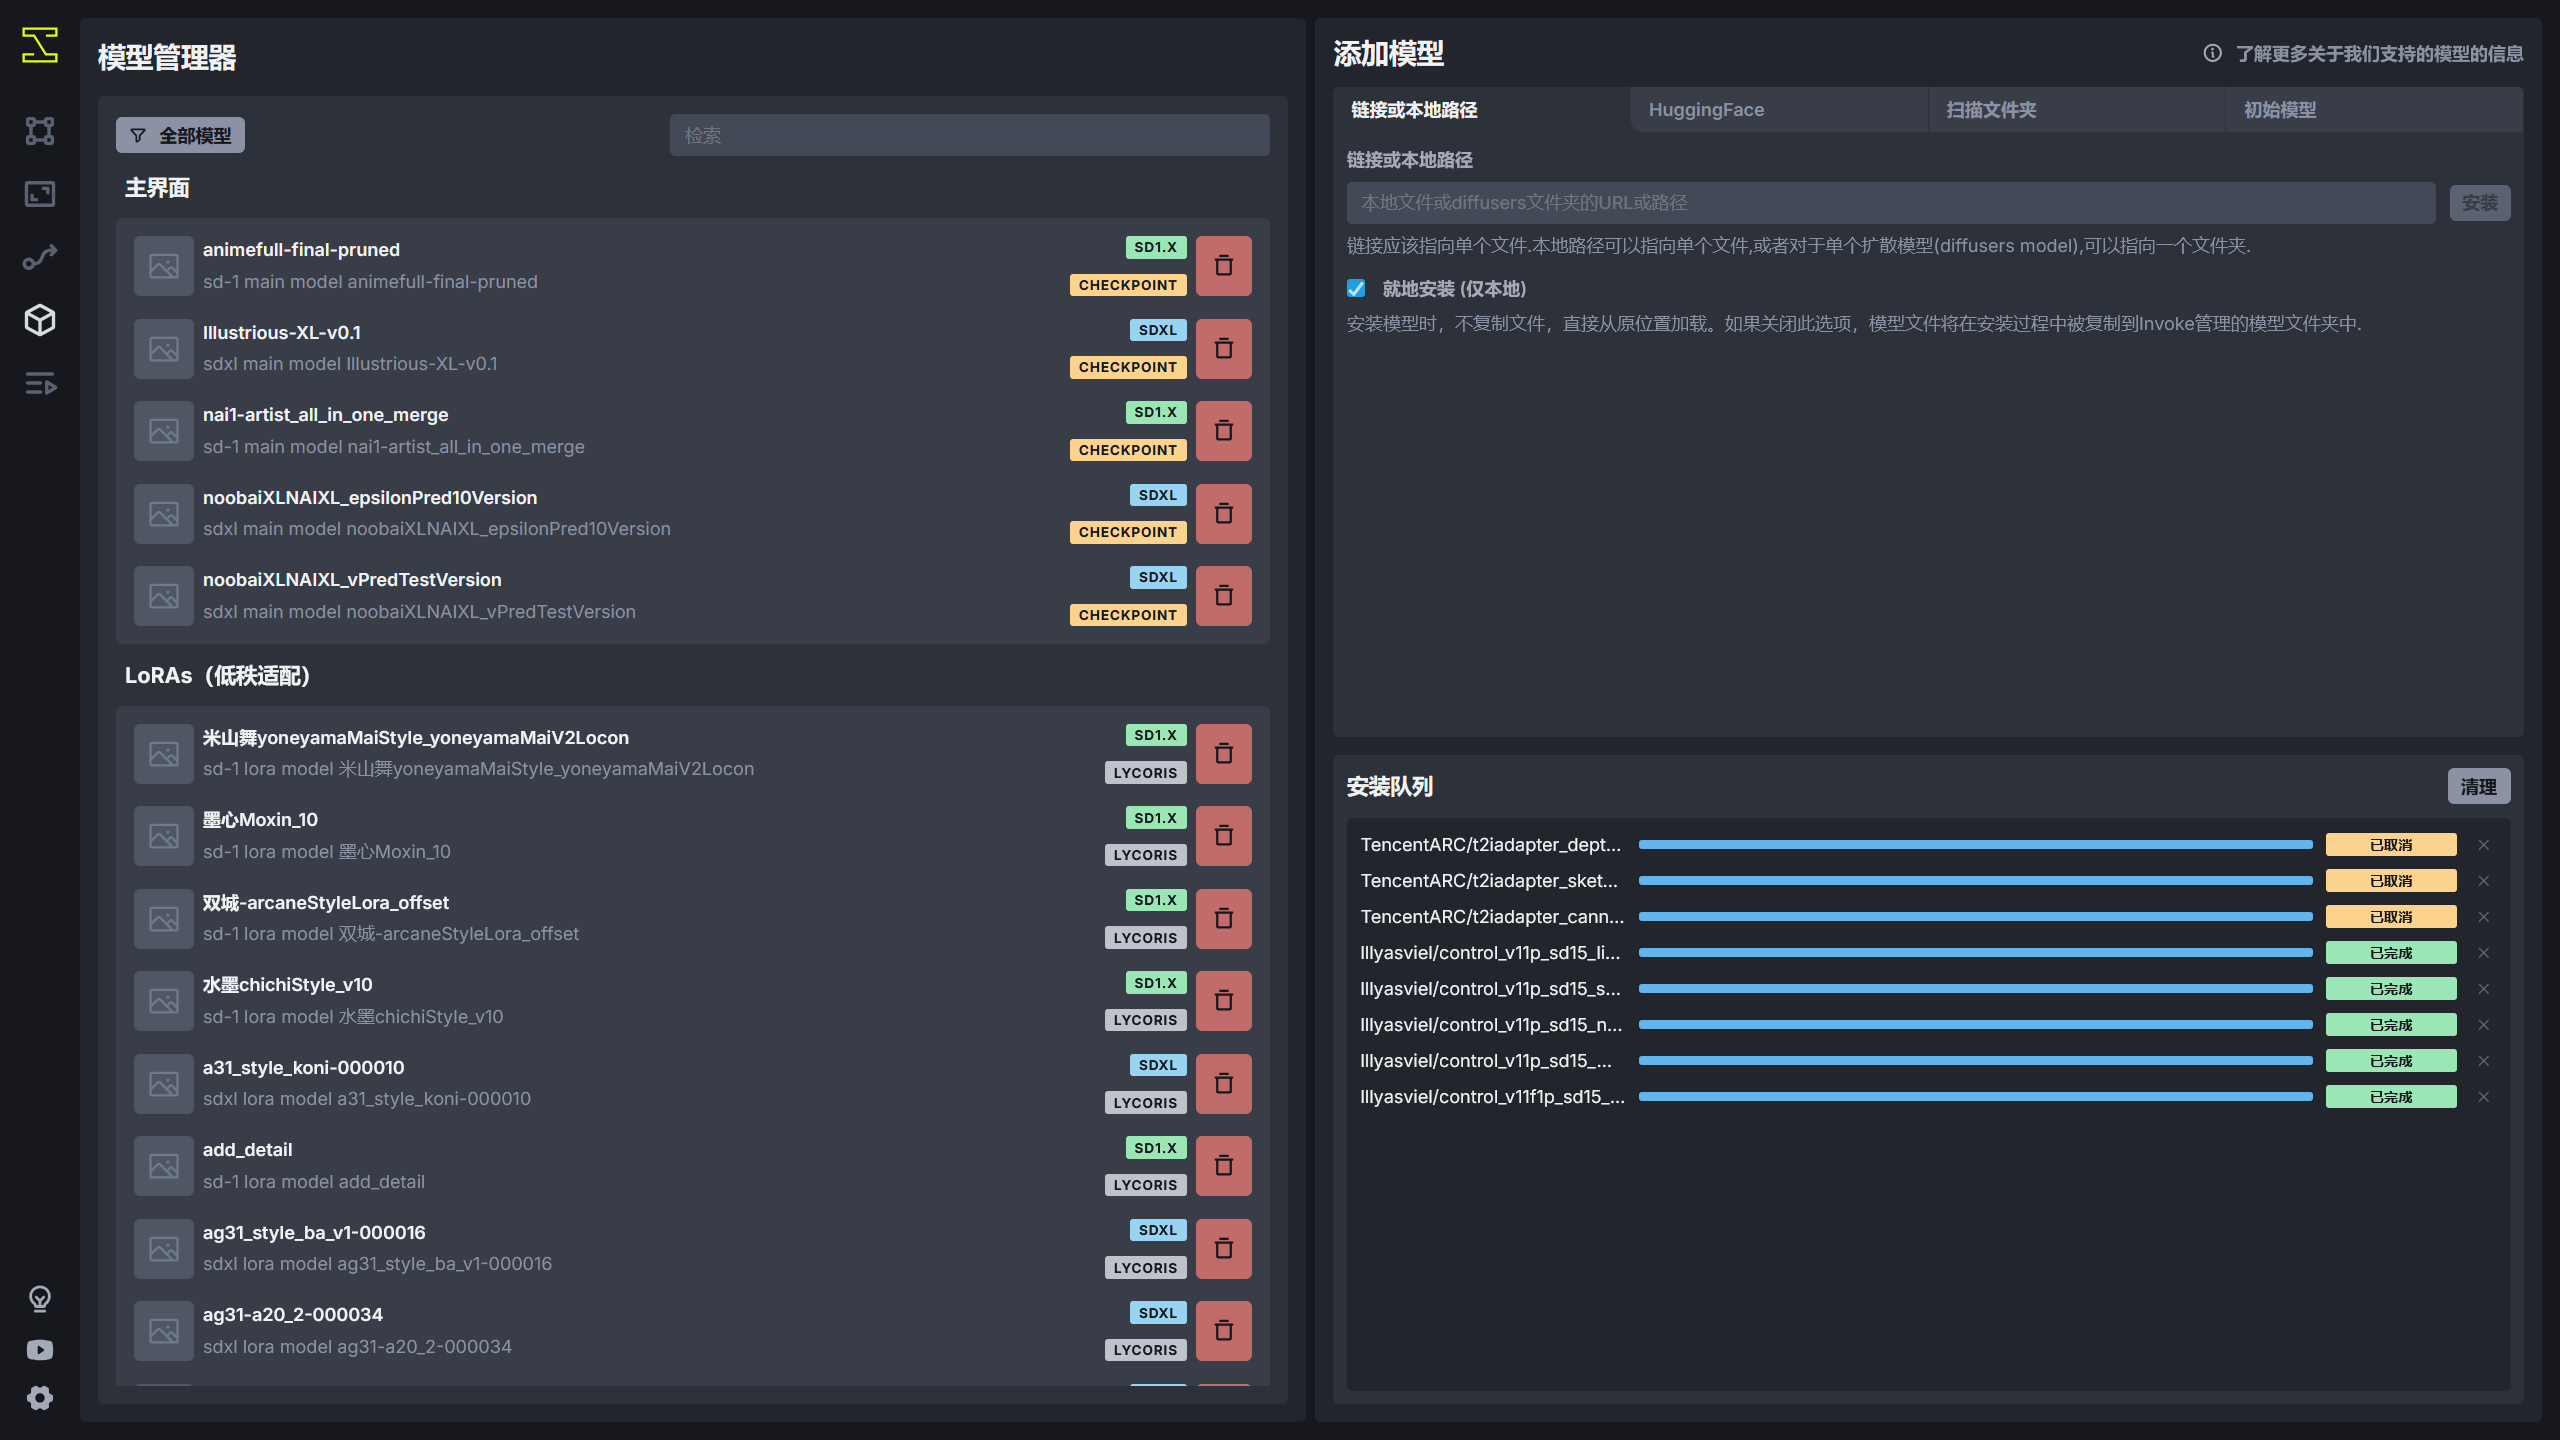 模型管理器
全部模型
检索
主界面
animefull-final-pruned
SD1.X
sd-1 main model animefull-final-pruned
CHECKPOINT
Illustrious-XL-v0.1
SDXL
sdxl main model Illustrious-XL-v0.1
CHECKPOINT
nai1-artist_all_in_one_merge
SD1.X
sd-1 main model nai1-artist_all_in_one_merge
CHECKPOINT
noobaiXLNAIXL_epsilonPred10Version
SDXL
sdxl main model noobaiXLNAIXL_epsilonPred10Version
CHECKPOINT
noobaiXLNAIXL_vPredTestVersion
SDXL
sdxl main model noobaiXLNAIXL_vPredTestVersion
CHECKPOINT
LoRAs（低秩适配）
米山舞yoneyamaMaiStyle_yoneyamaMaiV2Locon
SD1.X
sd-1 lora model 米山舞yoneyamaMaiStyle_yoneyamaMaiV2Locon
LYCORIS
墨心Moxin_10
SD1.X
sd-1 lora model 墨心Moxin_10
LYCORIS
双城-arcaneStyleLora_offset
SD1.X
sd-1 lora model 双城-arcaneStyleLora_offset
LYCORIS
水墨chichiStyle_v10
SD1.X
sd-1 lora model 水墨chichiStyle_v10
LYCORIS
a31_style_koni-000010
SDXL
sdxl lora model a31_style_koni-000010
LYCORIS
add_detail
SD1.X
sd-1 lora model add_detail
LYCORIS
ag31_style_ba_v1-000016
SDXL
sdxl lora model ag31_style_ba_v1-000016
LYCORIS
ag31-a20_2-000034
SDXL
sdxl lora model ag31-a20_2-000034
LYCORIS
添加模型
了解更多关于我们支持的模型的信息
链接或本地路径 HuggingFace 扫描文件夹 初始模型
链接或本地路径
本地文件或diffusers文件夹的URL或路径
安装
链接应该指向单个文件.本地路径可以指向单个文件,或者对于单个扩散模型(diffusers model),可以指向一个文件夹.
就地安装 (仅本地)
安装模型时，不复制文件，直接从原位置加载。如果关闭此选项，模型文件将在安装过程中被复制到Invoke管理的模型文件夹中.
安装队列
清理
TencentARC/t2iadapter_dept... 已取消
TencentARC/t2iadapter_sket... 已取消
TencentARC/t2iadapter_cann... 已取消
lllyasviel/control_v11p_sd15_li... 已完成
lllyasviel/control_v11p_sd15_s... 已完成
lllyasviel/control_v11p_sd15_n... 已完成
lllyasviel/control_v11p_sd15_... 已完成
lllyasviel/control_v11f1p_sd15_... 已完成